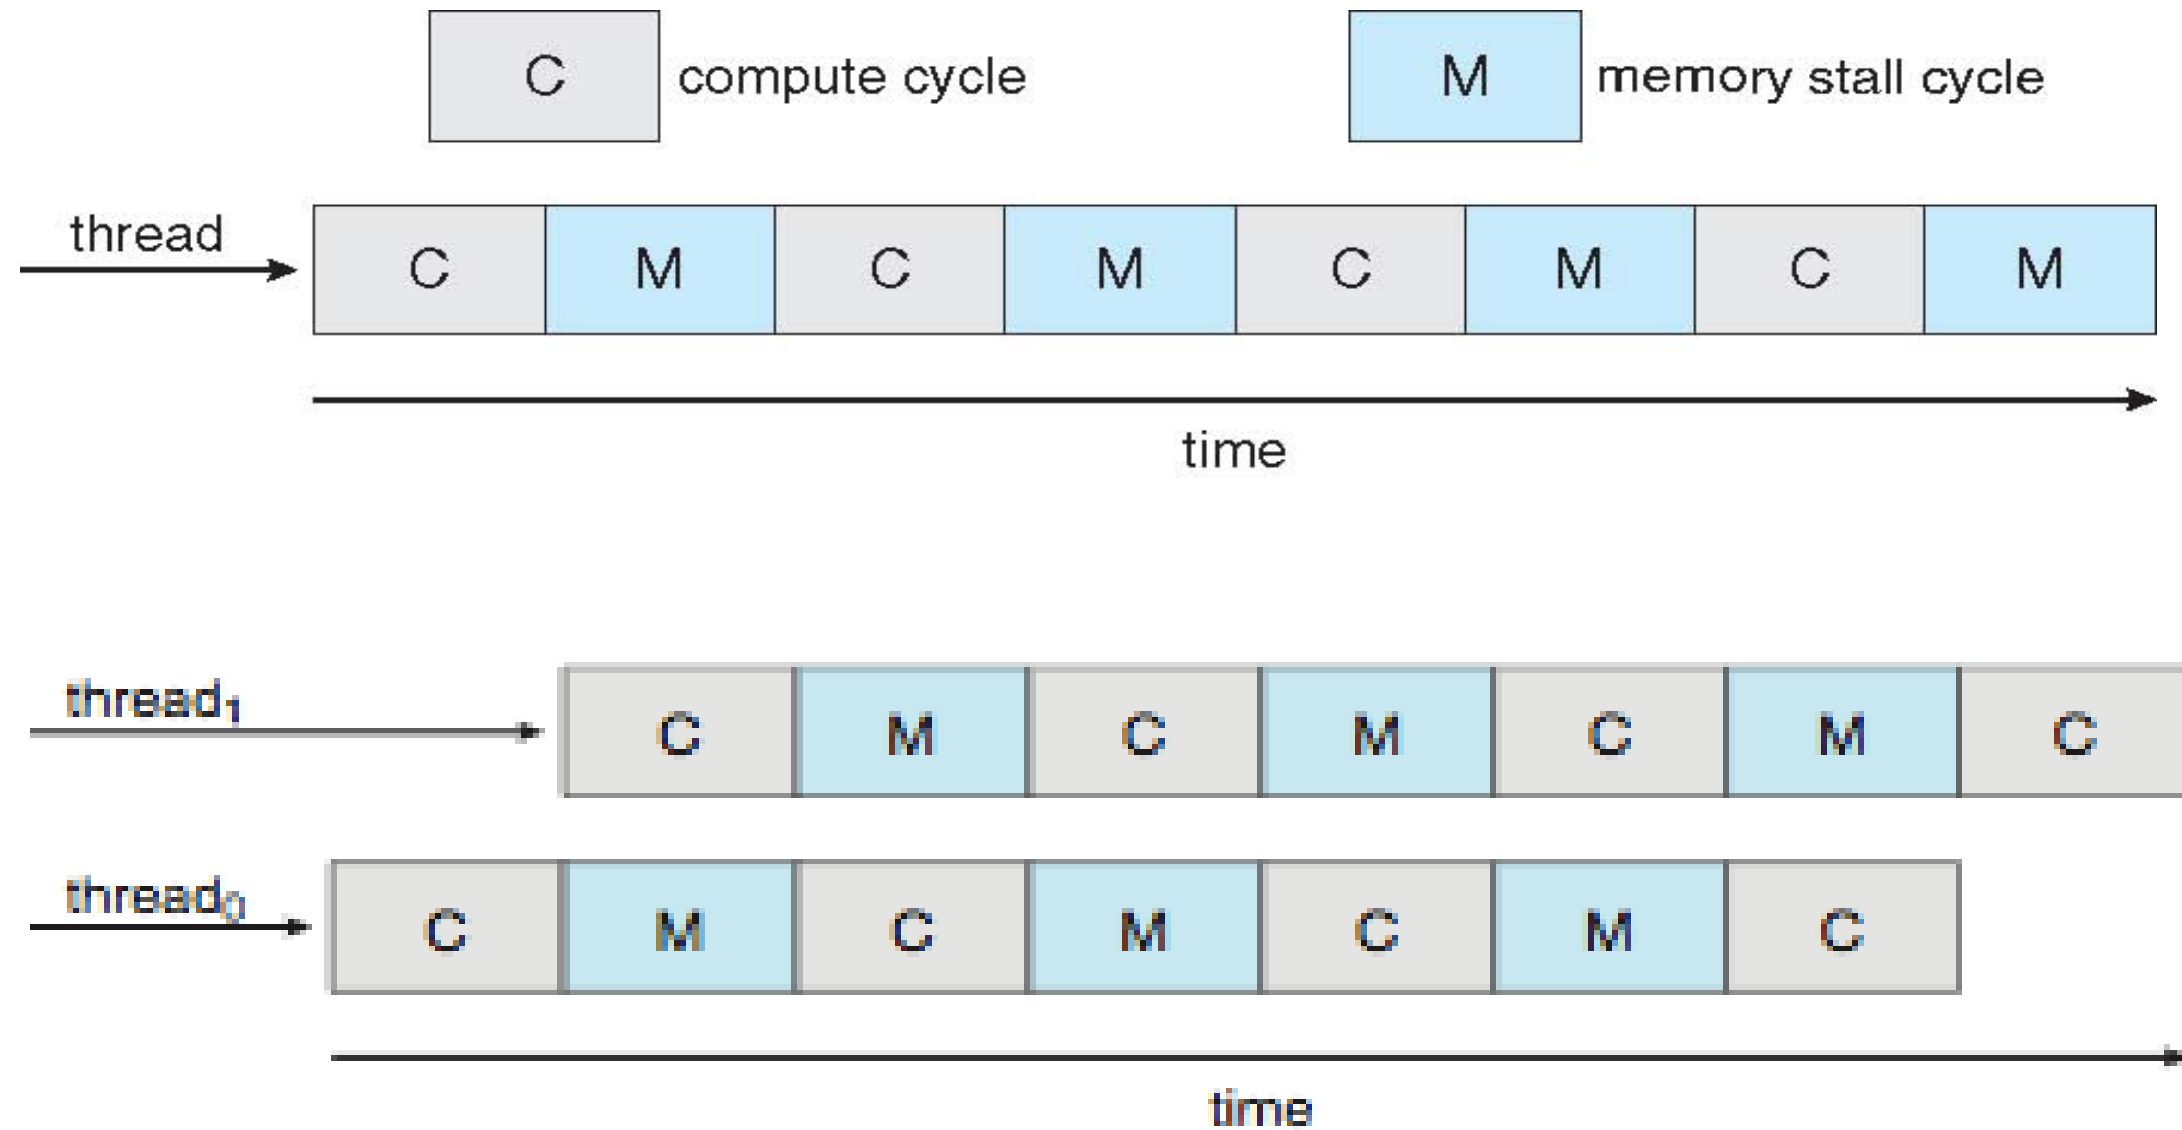 C compute cycle M memory stall cycle
thread C M C M C M C M
time
thread₁ C M C M C M C
thread₀ C M C M C M C
time